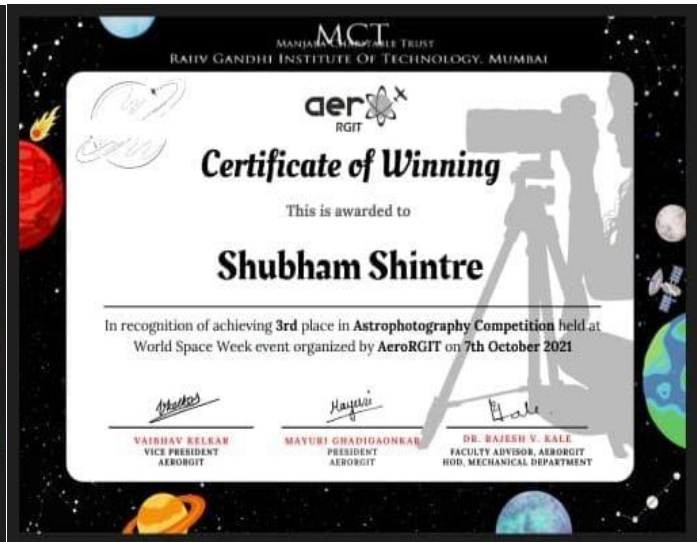 MCT
MANJARA CHARITABLE TRUST
RAJIV GANDHI INSTITUTE OF TECHNOLOGY, MUMBAI
aero
RGIT
Certificate of Winning
This is awarded to
Shubham Shintre
In recognition of achieving 3rd place in Astrophotography Competition held at
World Space Week event organized by AeroRGIT on 7th October 2021
Mayuri
Kale
VAIBHAV KELKAR
MAYURI GHADIGAONKAR
DR. RAJESH V. KALE
VICE PRESIDENT
PRESIDENT
FACULTY ADVISOR, AERORGIT
AERORGIT
AERORGIT
HOD, MECHANICAL DEPARTMENT